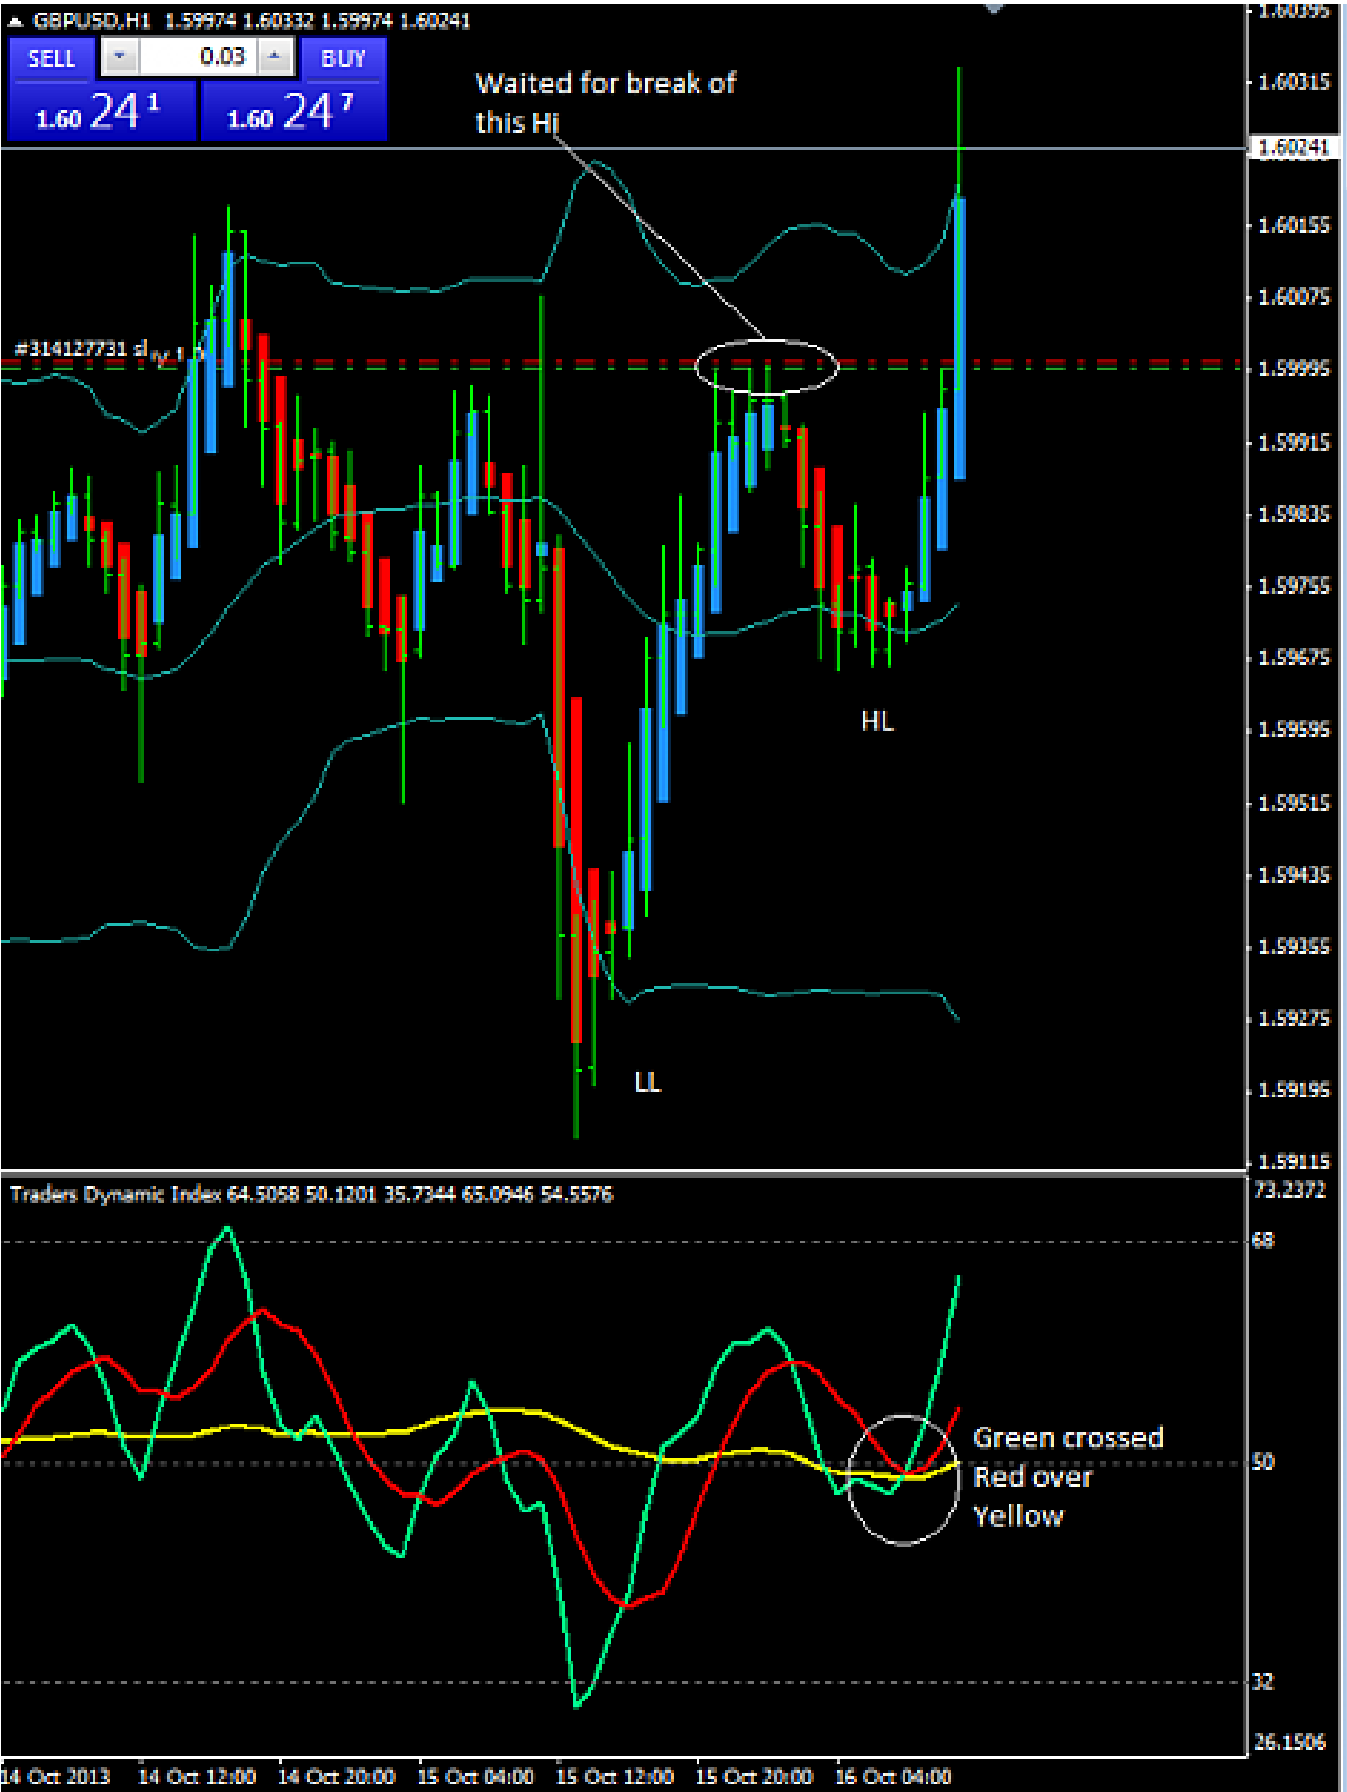 GBPUSD,H1 1.59974 1.60332 1.59974 1.60241
SELL 0.03 BUY
1.60 24 1 1.60 24 7
Waited for break of
this Hi
#314127731 sl
HL
LL
1.60395
1.60315
1.60241
1.60155
1.60075
1.59995
1.59915
1.59835
1.59755
1.59675
1.59595
1.59515
1.59435
1.59355
1.59275
1.59195
1.59115
Traders Dynamic Index 64.5058 50.1201 35.7344 65.0946 54.5576
73.2372
68
50
32
26.1506
Green crossed
Red over
Yellow
14 Oct 2013 14 Oct 12:00 14 Oct 20:00 15 Oct 04:00 15 Oct 12:00 15 Oct 20:00 16 Oct 04:00